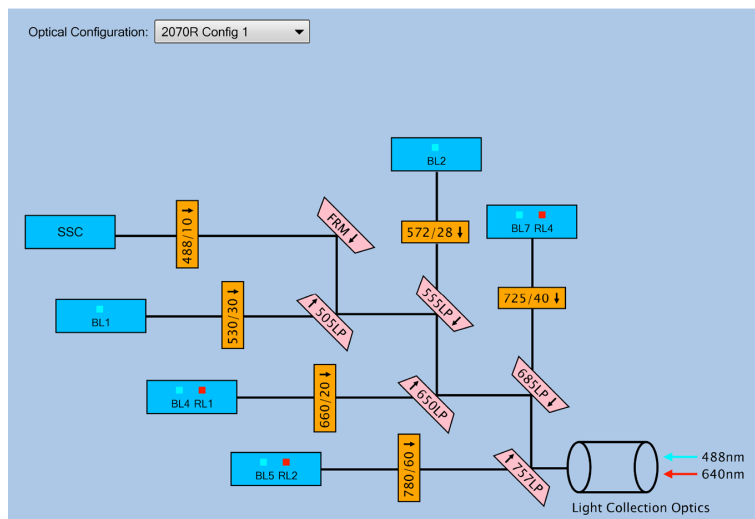 Optical Configuration: 2070R Config 1
BL2
SSC
488/10
FRM
572/28
BL7 RL4
BL1
530/30
505LP
555LP
725/40
BL4 RL1
660/20
650LP
685LP
BL5 RL2
780/60
757LP
488nm
640nm
Light Collection Optics